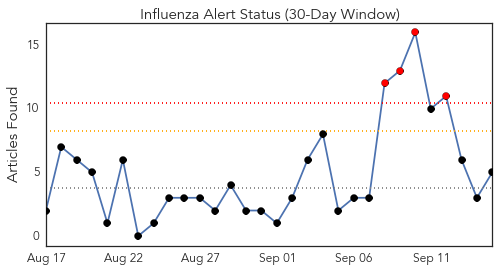 Influenza Alert Status (30-Day Window)
Articles Found
15
10
5
0
Aug 17 Aug 22 Aug 27 Sep 01 Sep 06 Sep 11